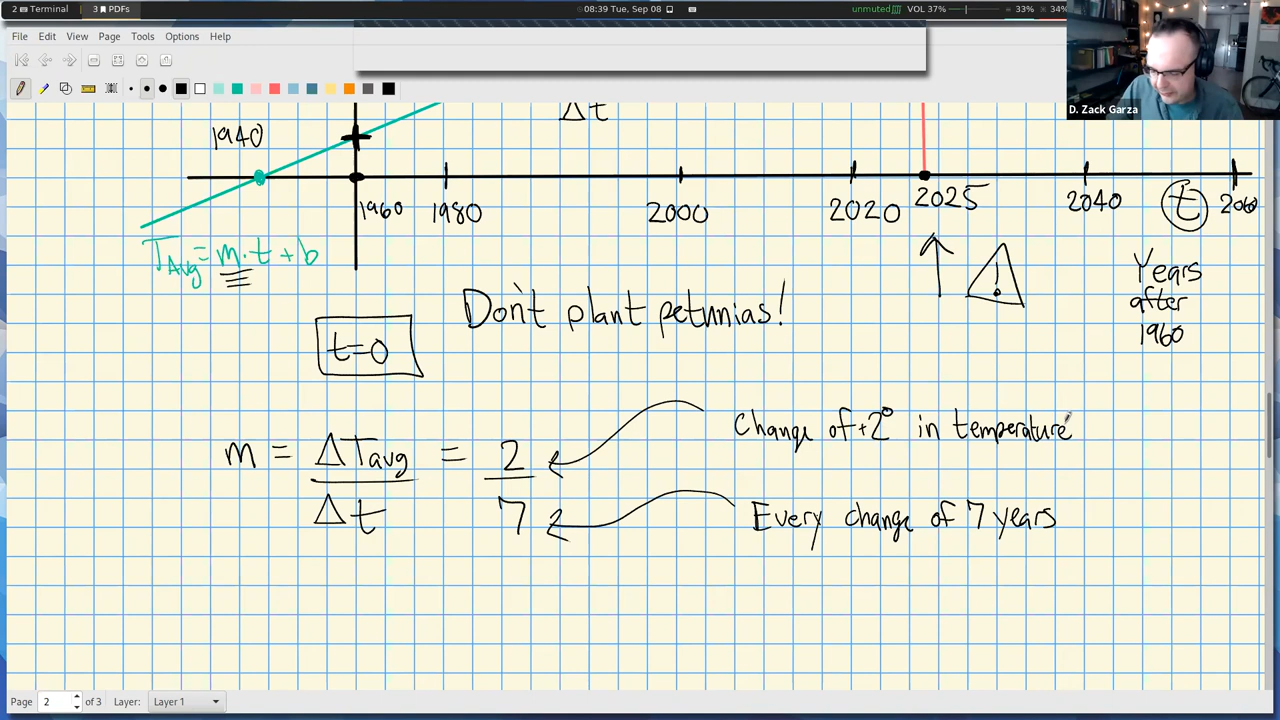 2 Terminal 3 PDFs 08:39 Tue, Sep 08 unmuted VOL 37% 33% 34%
File Edit View Page Tools Options Help
D. Zack Garza
Δt
1940
1960 1980 2000 2020 2025 2040 t 2060
TAvg = m·t + b
Years
after
1960
Don't plant petunias!
t=0
Change of +2° in temperature
m = ΔTavg / Δt = 2 / 7
Every change of 7 years
Page 2 of 3 Layer: Layer 1